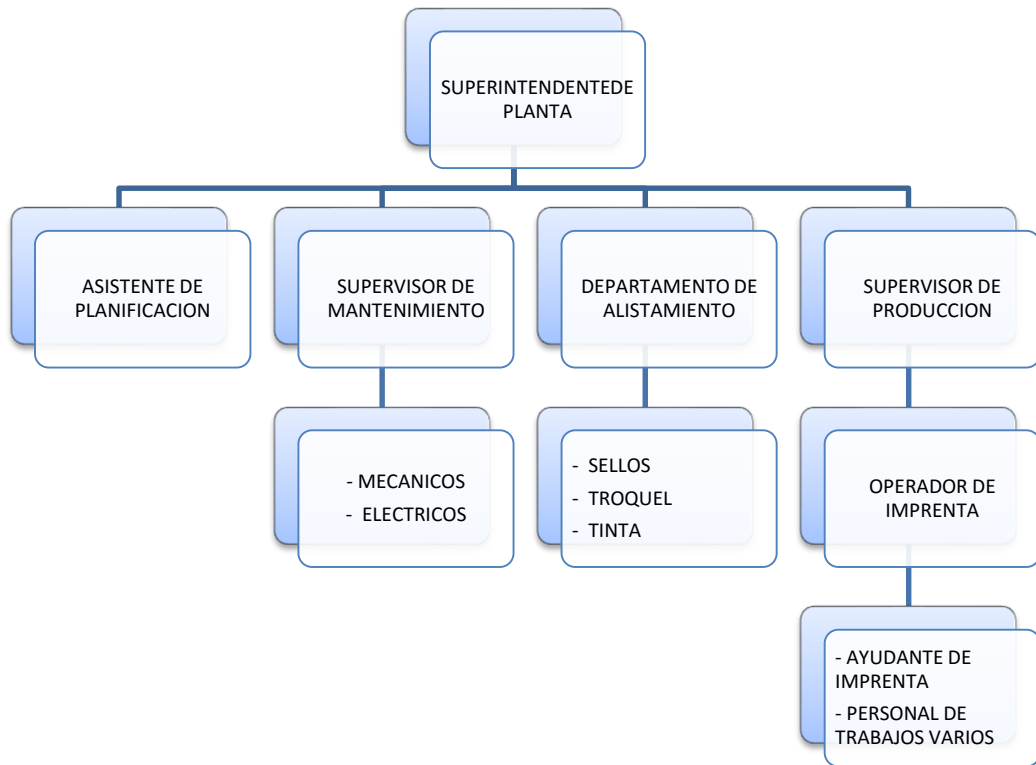 SUPERINTENDENTEDE
PLANTA
ASISTENTE DE
PLANIFICACION
SUPERVISOR DE
MANTENIMIENTO
DEPARTAMENTO DE
ALISTAMIENTO
SUPERVISOR DE
PRODUCCION
- MECANICOS
- ELECTRICOS
- SELLOS
- TROQUEL
- TINTA
OPERADOR DE
IMPRENTA
- AYUDANTE DE
IMPRENTA
- PERSONAL DE
TRABAJOS VARIOS